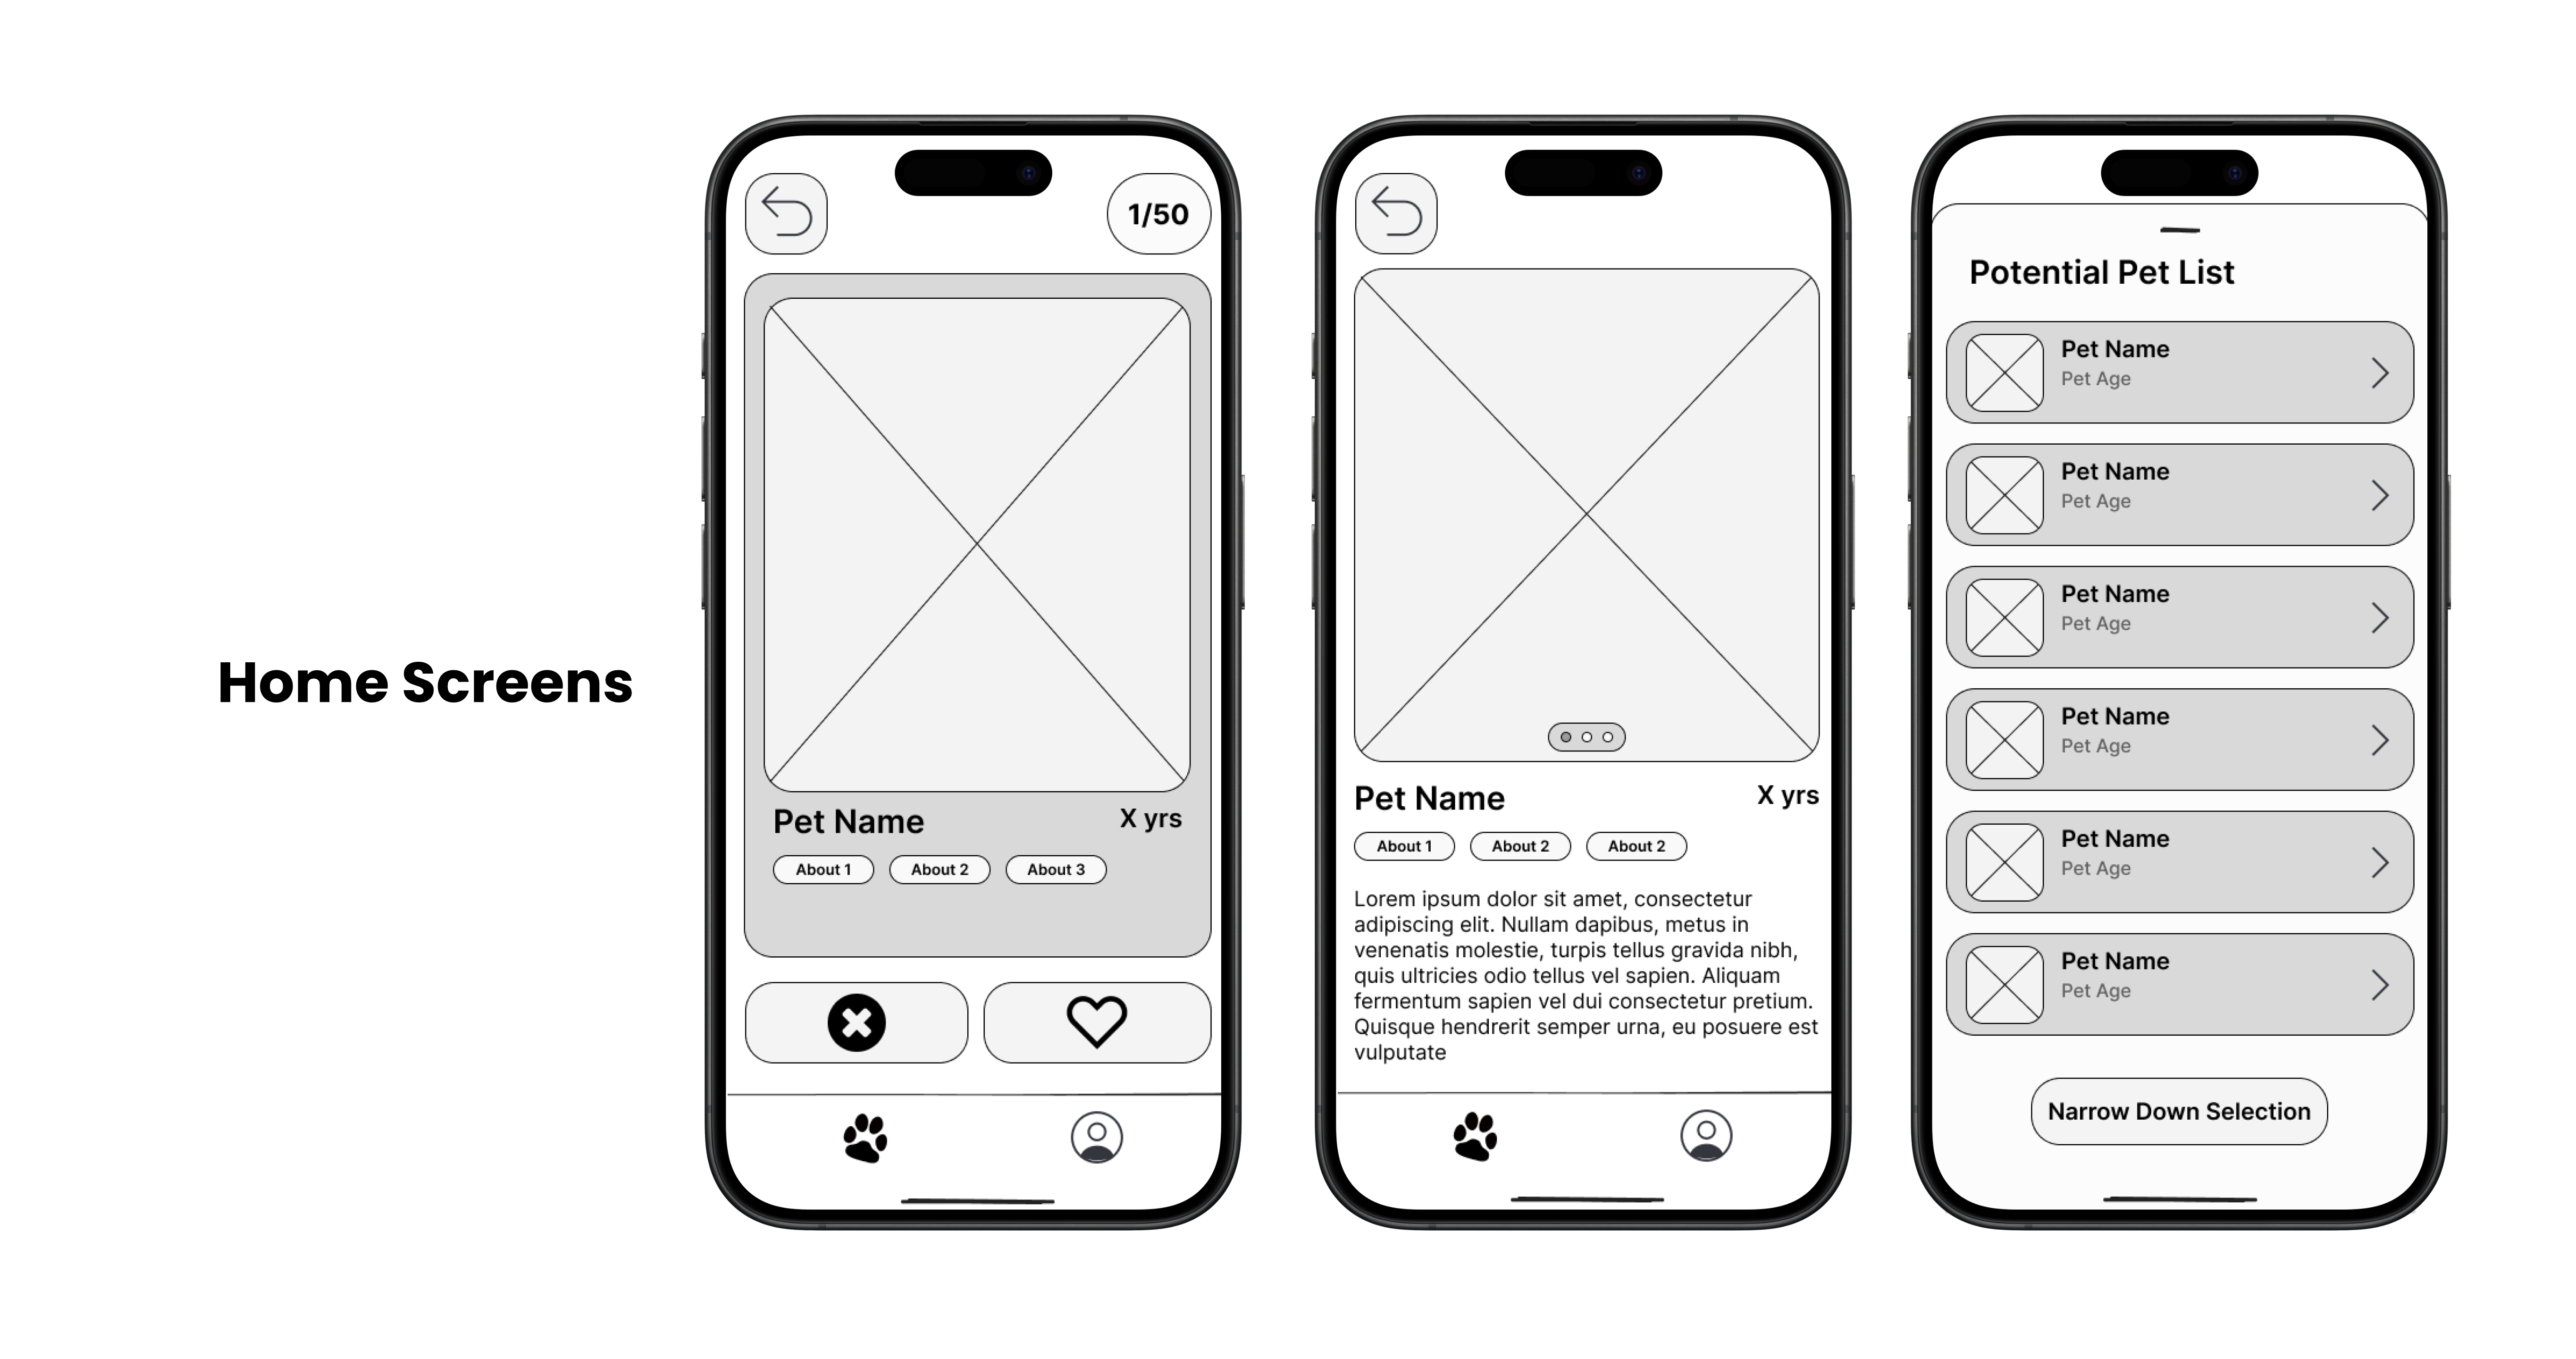 Home Screens
1/50
Pet Name
X yrs
About 1
About 2
About 3
Pet Name
X yrs
About 1
About 2
About 2
Lorem ipsum dolor sit amet, consectetur
adipiscing elit. Nullam dapibus, metus in
venenatis molestie, turpis tellus gravida nibh,
quis ultricies odio tellus vel sapien. Aliquam
fermentum sapien vel dui consectetur pretium.
Quisque hendrerit semper urna, eu posuere est
vulputate
Potential Pet List
Pet Name
Pet Age
Pet Name
Pet Age
Pet Name
Pet Age
Pet Name
Pet Age
Pet Name
Pet Age
Pet Name
Pet Age
Narrow Down Selection